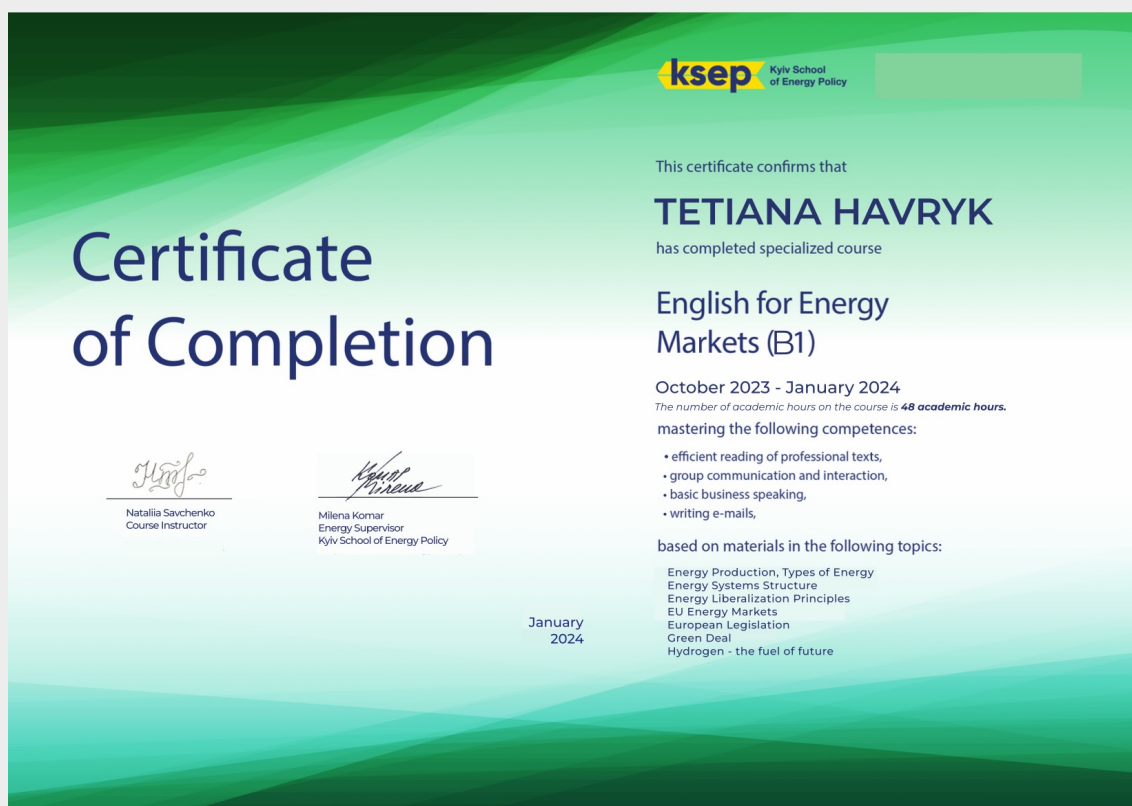 ksep Kyiv School
of Energy Policy
This certificate confirms that
TETIANA HAVRYK
has completed specialized course
English for Energy
Markets (B1)
October 2023 - January 2024
The number of academic hours on the course is 48 academic hours.
mastering the following competences:
• efficient reading of professional texts,
• group communication and interaction,
• basic business speaking,
• writing e-mails,
based on materials in the following topics:
Energy Production, Types of Energy
Energy Systems Structure
Energy Liberalization Principles
EU Energy Markets
European Legislation
Green Deal
Hydrogen - the fuel of future
Certificate
of Completion
Nataliia Savchenko
Course Instructor
Milena Komar
Energy Supervisor
Kyiv School of Energy Policy
January
2024